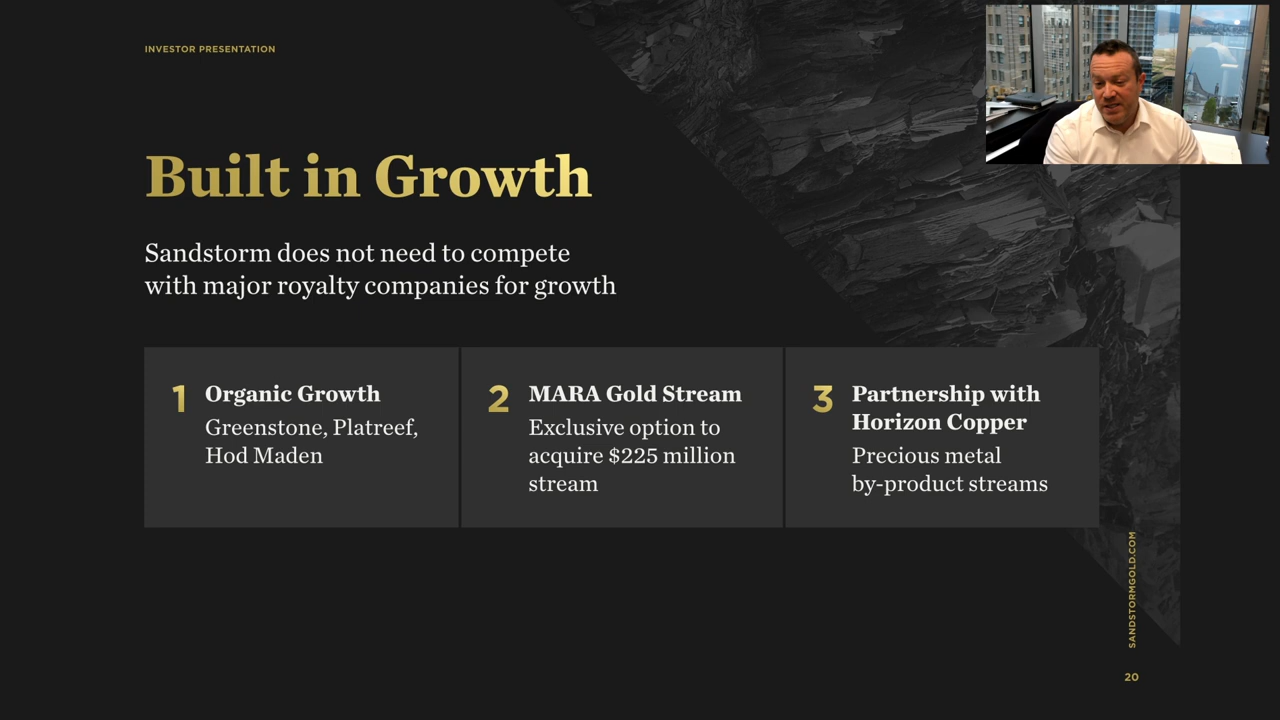 INVESTOR PRESENTATION
Built in Growth
Sandstorm does not need to compete
with major royalty companies for growth
1
Organic Growth
Greenstone, Platreef,
Hod Maden
2
MARA Gold Stream
Exclusive option to
acquire $225 million
stream
3
Partnership with
Horizon Copper
Precious metal
by-product streams
SANDSTORMGOLD.COM
20